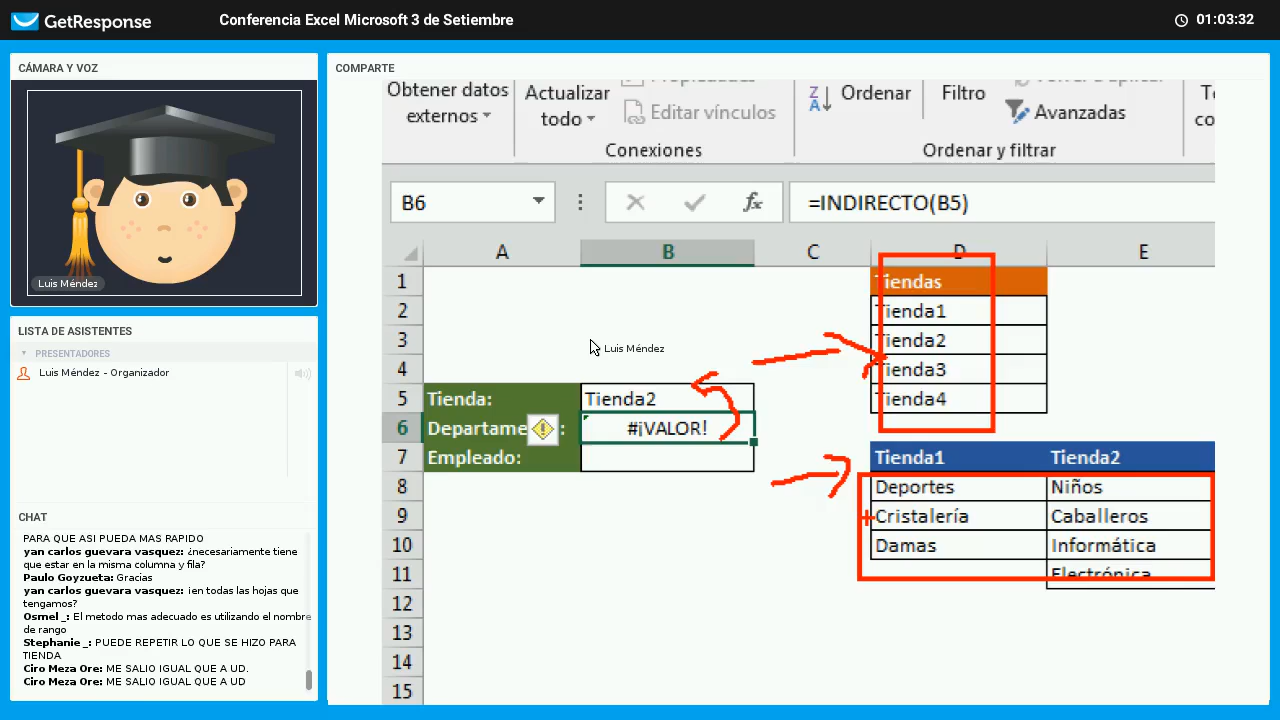 GetResponse
Conferencia Excel Microsoft 3 de Setiembre
01:03:32
CÁMARA Y VOZ
Luis Méndez
LISTA DE ASISTENTES
PRESENTADORES
Luis Méndez - Organizador
CHAT
PARA QUE ASI PUEDA MAS RAPIDO
yan carlos guevara vasquez: ¿necesariamente tiene
que estar en la misma columna y fila?
Paulo Goyzueta: Gracias
yan carlos guevara vasquez: ¡en todas las hojas que
tengamos?
Osmel _: El metodo mas adecuado es utilizando el nombre
de rango
Stephanie _: PUEDE REPETIR LO QUE SE HIZO PARA
TIENDA
Ciro Meza Ore: ME SALIO IGUAL QUE A UD.
Ciro Meza Ore: ME SALIO IGUAL QUE A UD
COMPARTE
Obtener datos
externos
Actualizar
todo
Editar vínculos
Conexiones
Z
A
Ordenar
Filtro
Avanzadas
Ordenar y filtrar
co
B6
fx
=INDIRECTO(B5)
A B C D E
1 Tiendas
2 Tienda1
3 Tienda2
Luis Méndez
4 Tienda3
5 Tienda: Tienda2 Tienda4
6 Departame : #¡VALOR!
7 Empleado: Tienda1 Tienda2
8 Deportes Niños
9 Cristalería Caballeros
10 Damas Informática
11 Electrónica
12
13
14
15